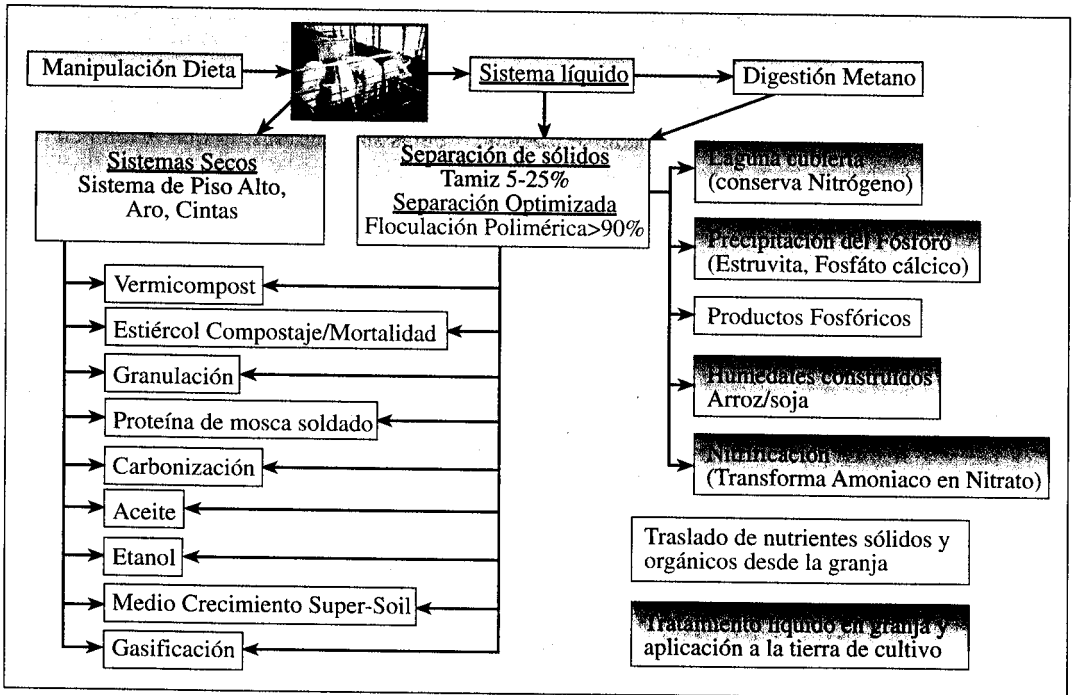 Manipulación Dieta
Sistema líquido
Digestión Metano
Sistemas Secos
Sistema de Piso Alto,
Aro, Cintas
Separación de sólidos
Tamiz 5-25%
Separación Optimizada
Floculación Polimérica>90%
Laguna cubierta
(conserva Nitrógeno)
Precipitación del Fósforo
(Estruvita, Fosfáto cálcico)
Productos Fosfóricos
Humedales construídos
Arroz/soja
Nitrificación
(Transforma Amoniaco en Nitrato)
Vermicompost
Estiércol Compostaje/Mortalidad
Granulación
Proteína de mosca soldado
Carbonización
Aceite
Etanol
Medio Crecimiento Super-Soil
Gasificación
Traslado de nutrientes sólidos y
orgánicos desde la granja
Tratamiento líquido en granja y
aplicación a la tierra de cultivo